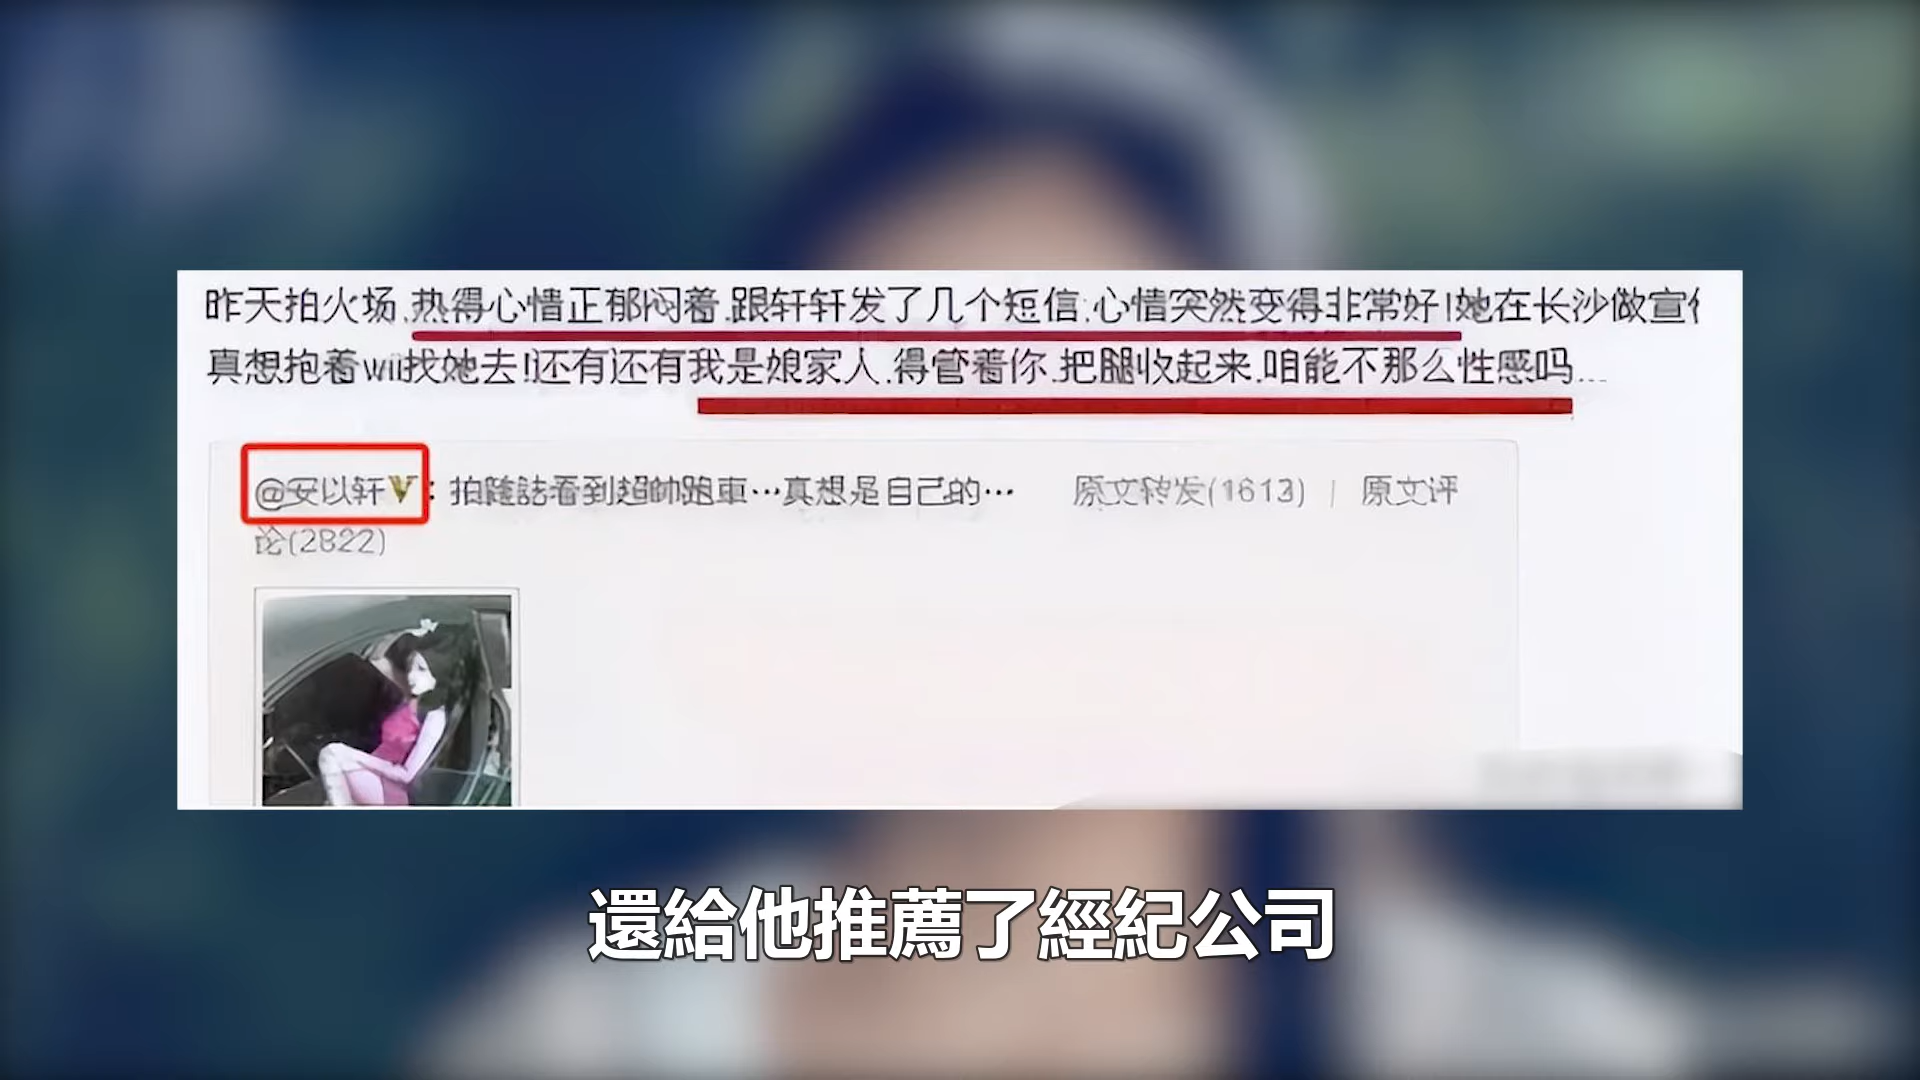 昨天拍火场,热得心情正郁闷着,跟轩轩发了几个短信,心情突然变得非常好!她在长沙做宣
真想抱着wii找她去!还有还有我是娘家人,得管着你,把腿收起来,咱能不那么性感吗...
@安以轩V:拍雜誌看到超帥跑車…真想是自己的… 原文转发(1613) | 原文评
论(2822)
還給他推薦了經紀公司